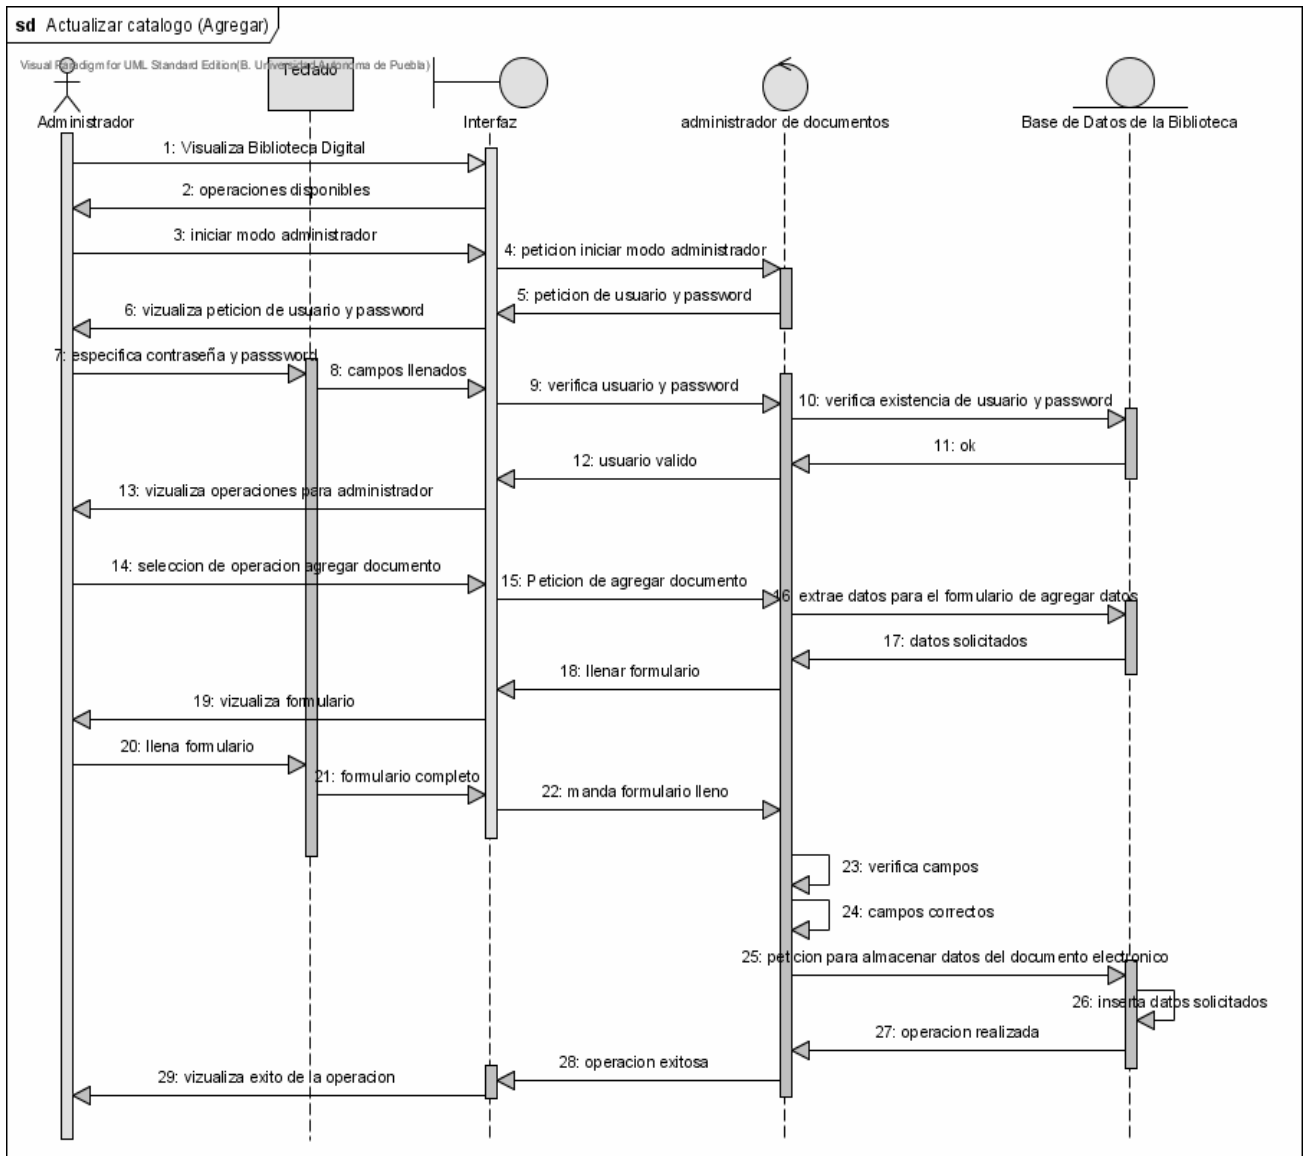 sd Actualizar catalogo (Agregar)
Visual Paradigm for UML Standard Edition(B. Universidad Autonoma de Puebla)
Teclado
Administrador
Interfaz
administrador de documentos
Base de Datos de la Biblioteca
1: Visualiza Biblioteca Digital
2: operaciones disponibles
3: iniciar modo administrador
4: peticion iniciar modo administrador
5: peticion de usuario y password
6: vizualiza peticion de usuario y password
7: especifica contraseña y passsword
8: campos llenados
9: verifica usuario y password
10: verifica existencia de usuario y password
11: ok
12: usuario valido
13: vizualiza operaciones para administrador
14: seleccion de operacion agregar documento
15: Peticion de agregar documento
16: extrae datos para el formulario de agregar datos
17: datos solicitados
18: llenar formulario
19: vizualiza formulario
20: llena formulario
21: formulario completo
22: manda formulario lleno
23: verifica campos
24: campos correctos
25: peticion para almacenar datos del documento electronico
26: inserta datos solicitados
27: operacion realizada
28: operacion exitosa
29: vizualiza exito de la operacion